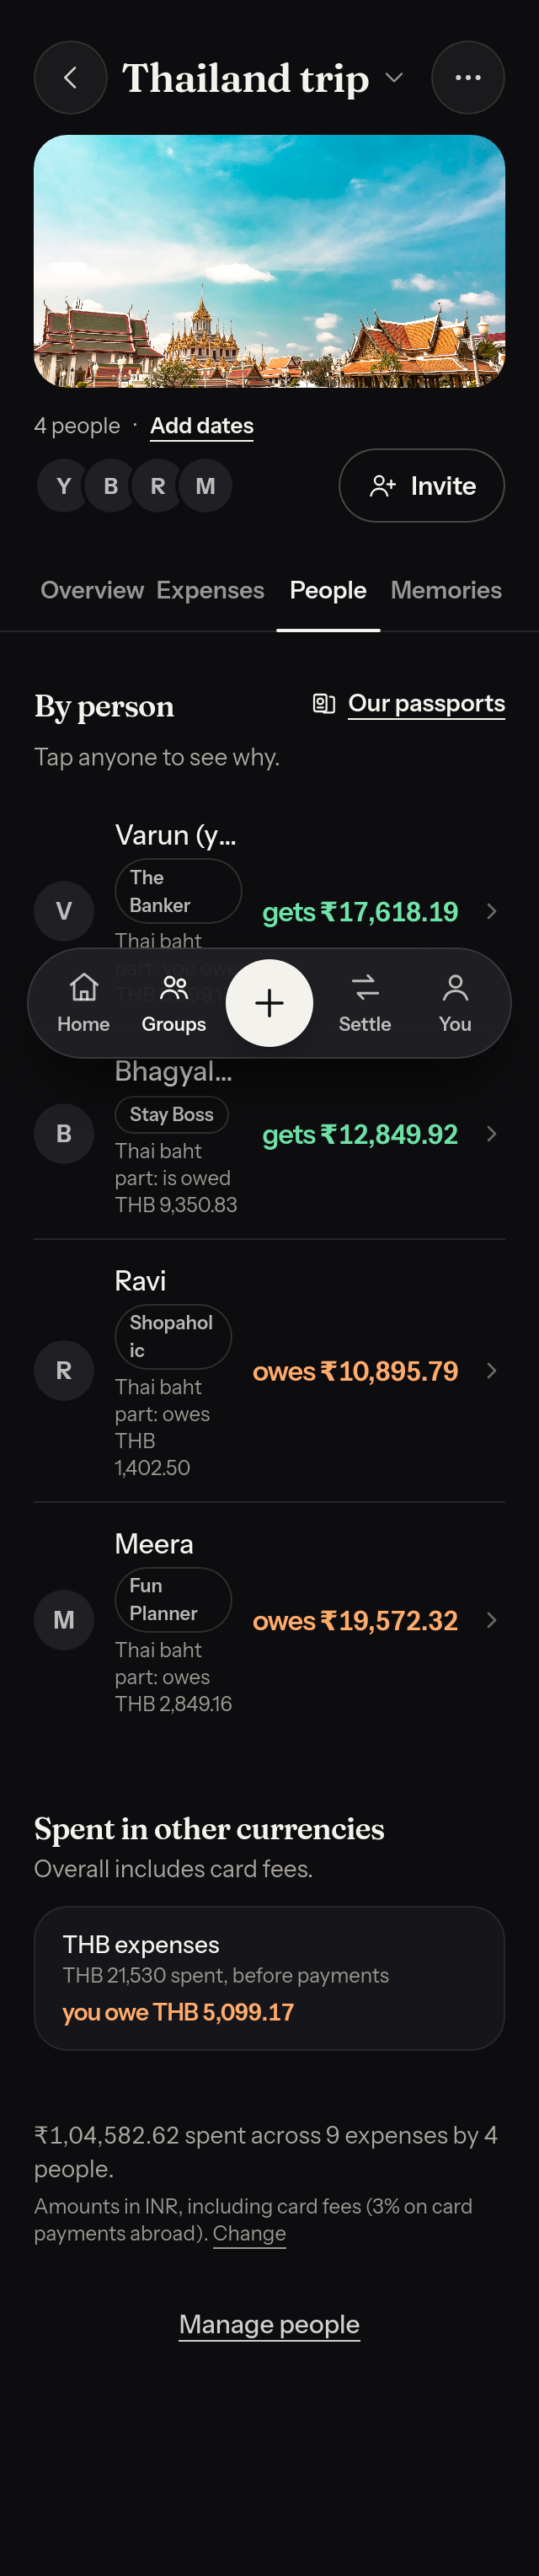 Thailand trip
4 people · Add dates
Y B R M
Invite
Overview Expenses People Memories
By person
Our passports
Tap anyone to see why.
Varun (y...
The
Banker
V
gets ₹17,618.19
Thai baht
part: you owe
Home Groups Settle You
Bhagyal...
Stay Boss
B
gets ₹12,849.92
Thai baht
part: is owed
THB 9,350.83
Ravi
Shopahol
ic
R
owes ₹10,895.79
Thai baht
part: owes
THB
1,402.50
Meera
Fun
Planner
M
owes ₹19,572.32
Thai baht
part: owes
THB 2,849.16
Spent in other currencies
Overall includes card fees.
THB expenses
THB 21,530 spent, before payments
you owe THB 5,099.17
₹1,04,582.62 spent across 9 expenses by 4
people.
Amounts in INR, including card fees (3% on card
payments abroad). Change
Manage people